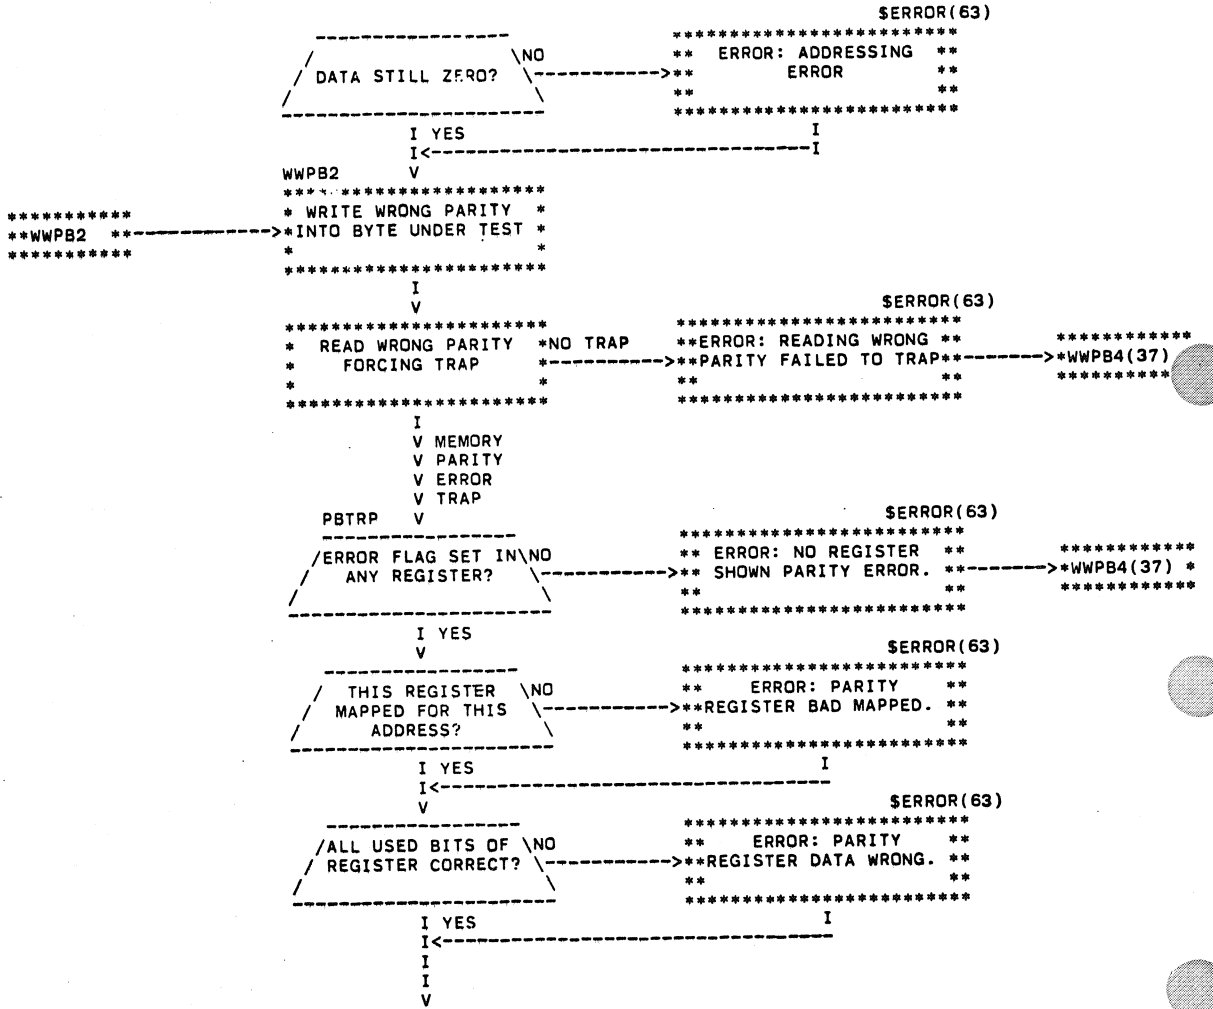 $ERROR(63)
DATA STILL ZERO?
NO
ERROR: ADDRESSING
ERROR
YES
WWPB2
WRITE WRONG PARITY
INTO BYTE UNDER TEST
WWPB2
$ERROR(63)
READ WRONG PARITY
FORCING TRAP
NO TRAP
ERROR: READING WRONG
PARITY FAILED TO TRAP
WWPB4(37)
MEMORY
PARITY
ERROR
TRAP
PBTRP
$ERROR(63)
ERROR FLAG SET IN
ANY REGISTER?
NO
ERROR: NO REGISTER
SHOWN PARITY ERROR.
WWPB4(37)
YES
$ERROR(63)
THIS REGISTER
MAPPED FOR THIS
ADDRESS?
NO
ERROR: PARITY
REGISTER BAD MAPPED.
YES
$ERROR(63)
ALL USED BITS OF
REGISTER CORRECT?
NO
ERROR: PARITY
REGISTER DATA WRONG.
YES